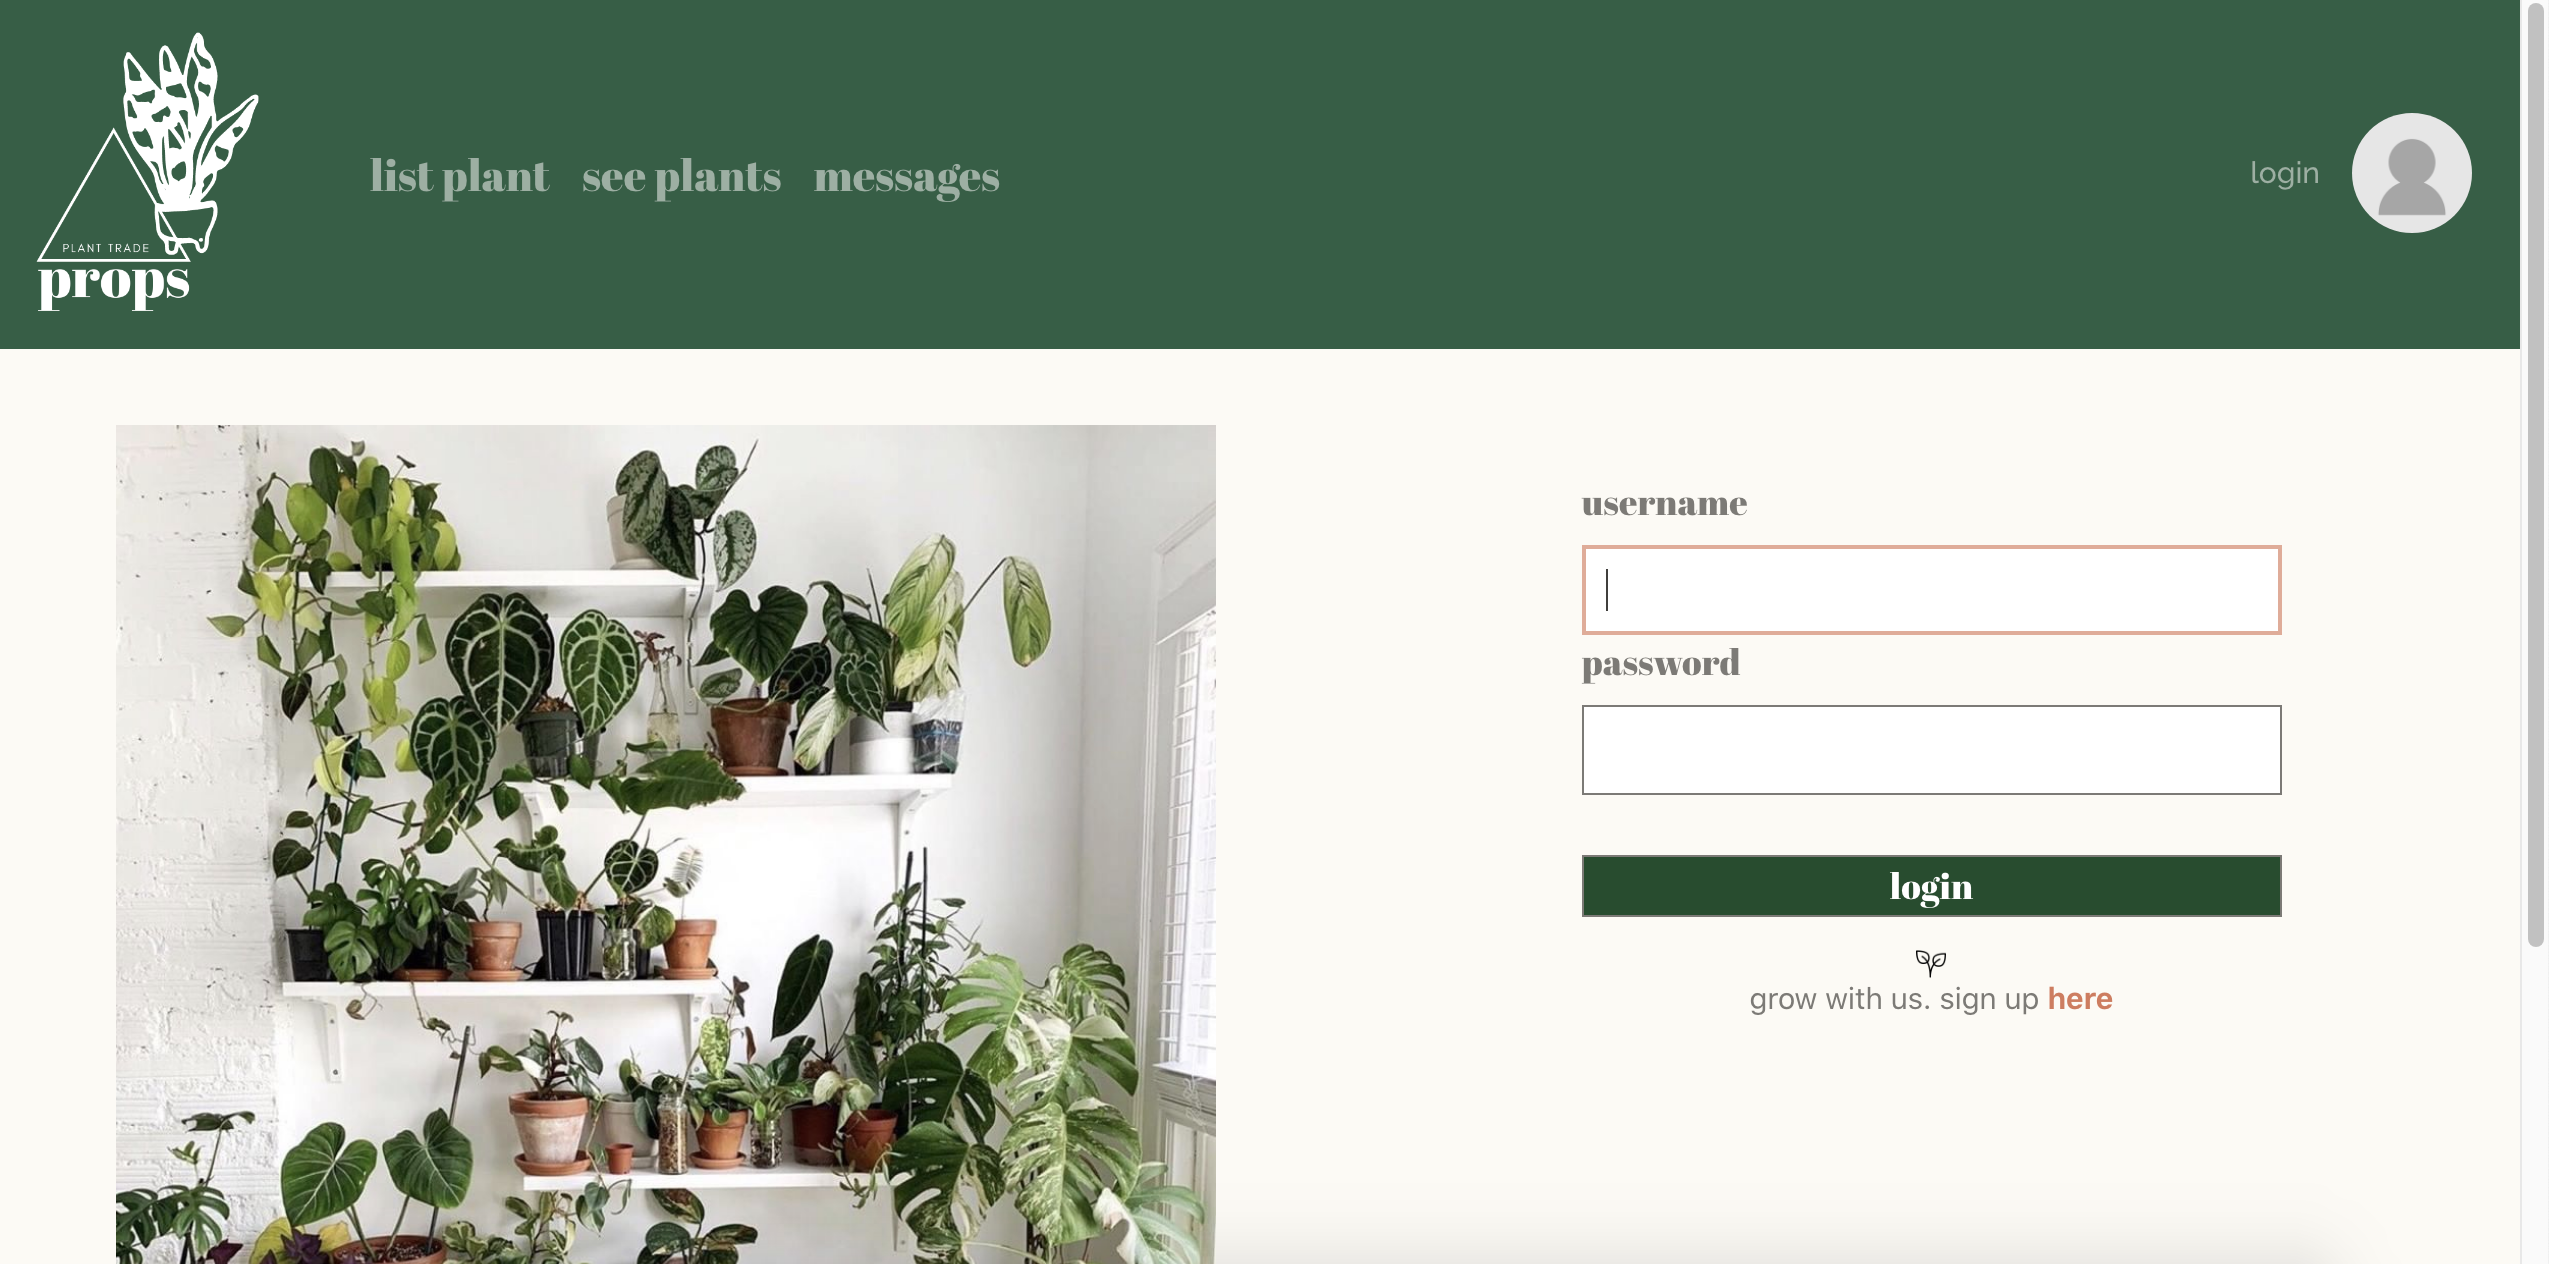 PLANT TRADE
props
list plant see plants messages
login
username
password
login
grow with us. sign up here